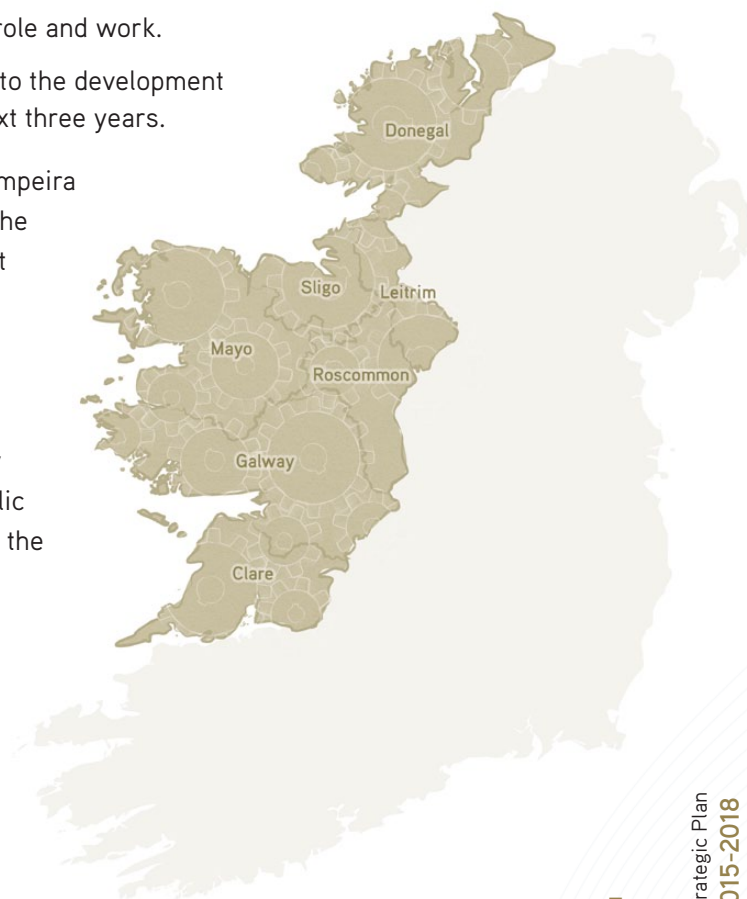 role and work.
to the development
xt three years.
mpeira
he
t
lic
the
Donegal
Sligo
Leitrim
Mayo
Roscommon
Galway
Clare
rategic Plan
015-2018